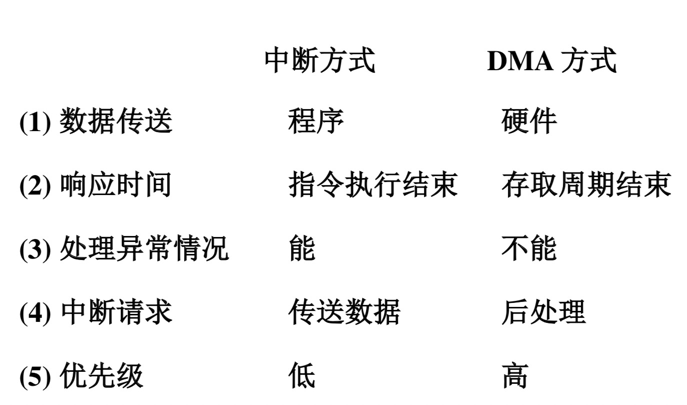 中断方式 DMA 方式
(1) 数据传送 程序 硬件
(2) 响应时间 指令执行结束 存取周期结束
(3) 处理异常情况 能 不能
(4) 中断请求 传送数据 后处理
(5) 优先级 低 高